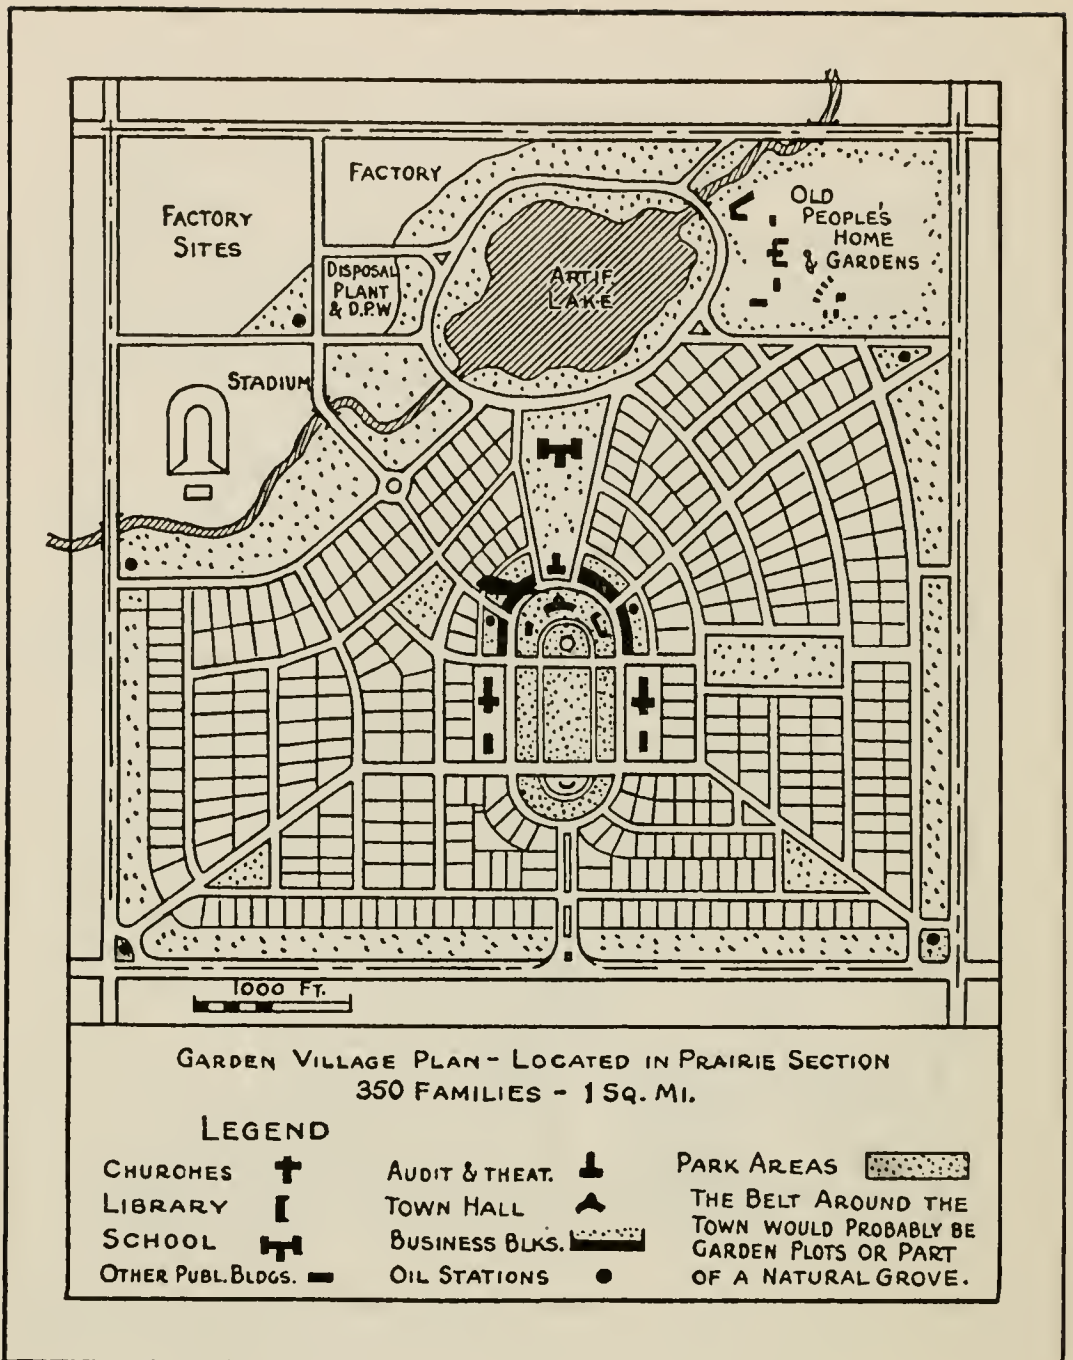 FACTORY
FACTORY
SITES
OLD
PEOPLE'S
HOME
& GARDENS
DISPOSAL
PLANT
& D.P.W
ARTIF.
LAKE
STADIUM
1000 FT.
GARDEN VILLAGE PLAN - LOCATED IN PRAIRIE SECTION
350 FAMILIES - 1 SQ. MI.
LEGEND
CHURCHES
LIBRARY
SCHOOL
OTHER PUBL. BLDGS.
AUDIT & THEAT.
TOWN HALL
BUSINESS BLKS.
OIL STATIONS
PARK AREAS
THE BELT AROUND THE
TOWN WOULD PROBABLY BE
GARDEN PLOTS OR PART
OF A NATURAL GROVE.